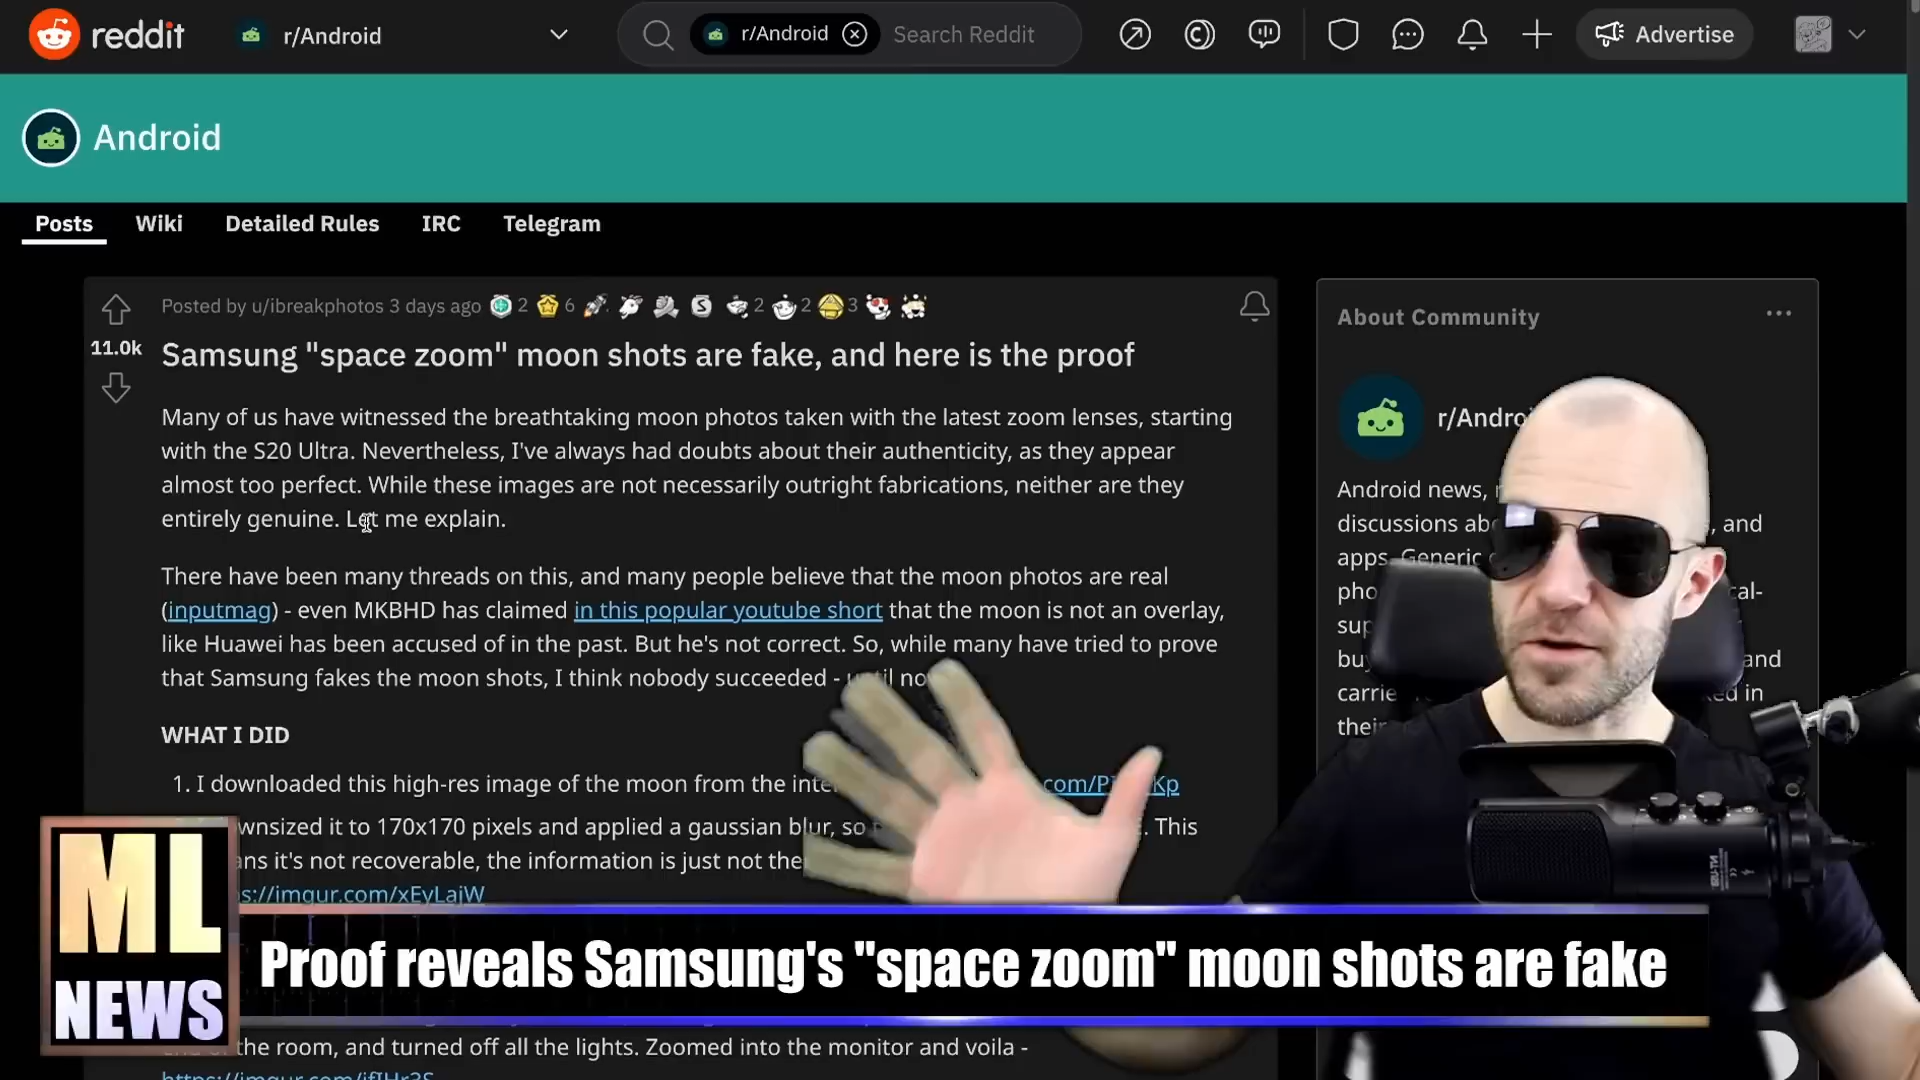 reddit r/Android r/Android Search Reddit Advertise
Android
Posts Wiki Detailed Rules IRC Telegram
Posted by u/ibreakphotos 3 days ago 2 6 2 2 3
11.0k
Samsung "space zoom" moon shots are fake, and here is the proof
Many of us have witnessed the breathtaking moon photos taken with the latest zoom lenses, starting
with the S20 Ultra. Nevertheless, I've always had doubts about their authenticity, as they appear
almost too perfect. While these images are not necessarily outright fabrications, neither are they
entirely genuine. Let me explain.
There have been many threads on this, and many people believe that the moon photos are real
(inputmag) - even MKBHD has claimed in this popular youtube short that the moon is not an overlay,
like Huawei has been accused of in the past. But he's not correct. So, while many have tried to prove
that Samsung fakes the moon shots, I think nobody succeeded -
WHAT I DID
1. I downloaded this high-res image of the moon from the
to 170x170 pixels and applied a gaussian blur, This
it's not recoverable, the information is just not
imgur.com/xEyLajW
the room, and turned off all the lights. Zoomed into the monitor and voila -
About Community
Android news,
discussions and
apps. Generic
and
in
ML
NEWS
Proof reveals Samsung's "space zoom" moon shots are fake